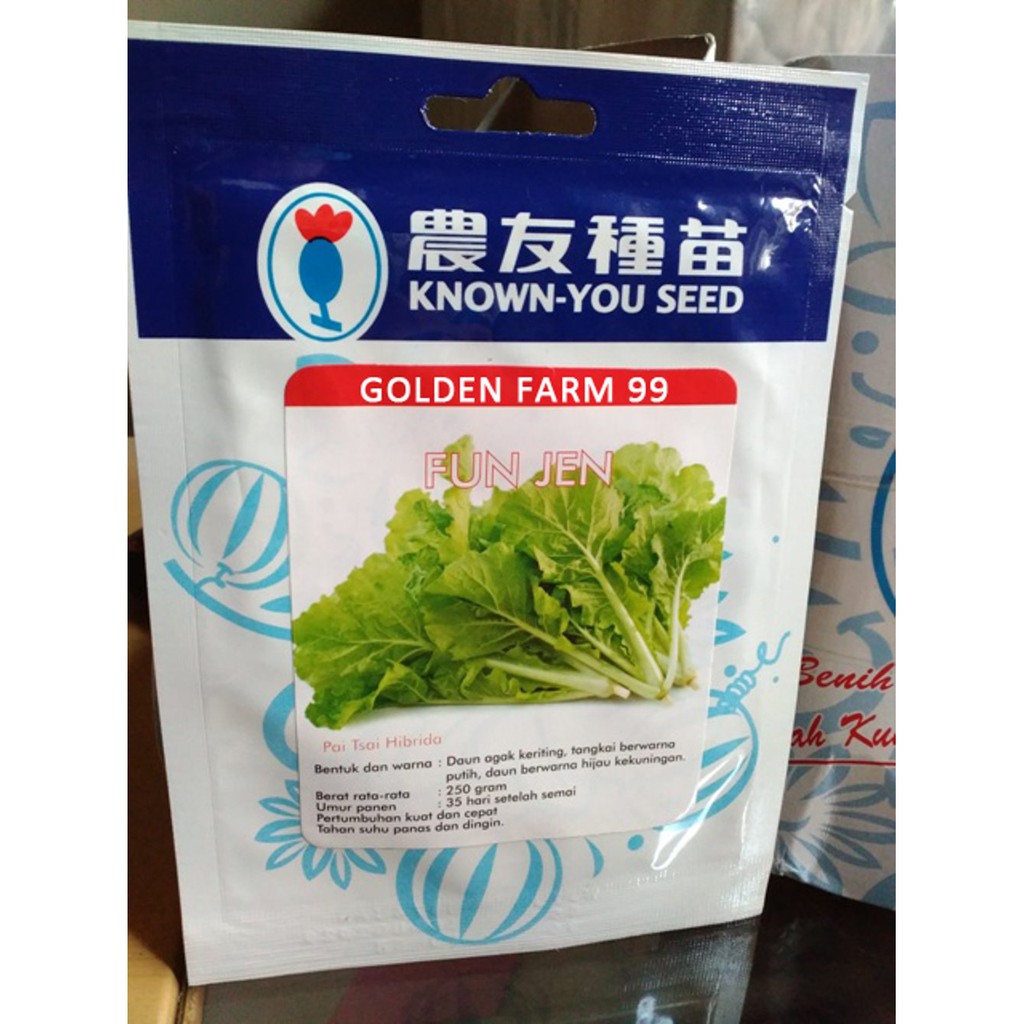 農友種苗
KNOWN-YOU SEED
GOLDEN FARM 99
FUN JEN
Pai Tsai Hibrida
Bentuk dan warna : Daun agak keriting, tangkai berwarna
putih, daun berwarna hijau kekuningan.
Berat rata-rata : 250 gram
Umur panen : 35 hari setelah semai
Pertumbuhan kuat dan cepat
Tahan suhu panas dan dingin.
Benih